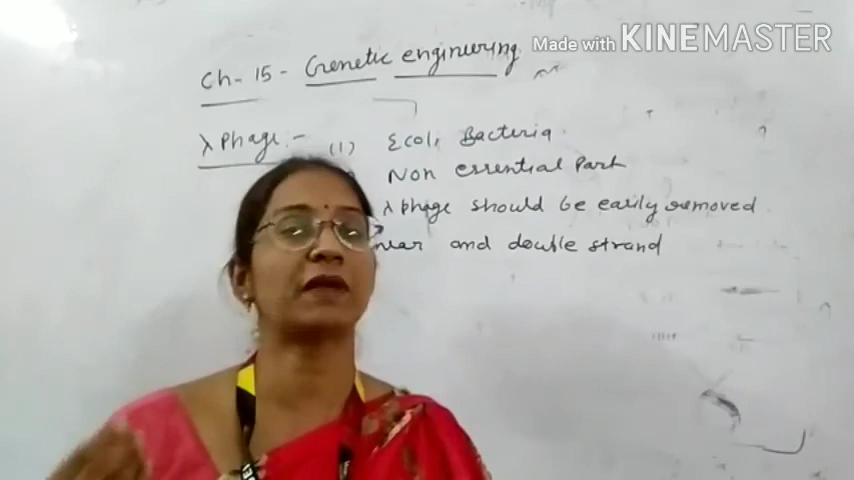 Made with KINEMASTER
Ch- 15 - Genetic engineering
λ Phage :- (1) Ecoli Bacteria
Non essential Part
λ phage should be easily removed
near and double strand